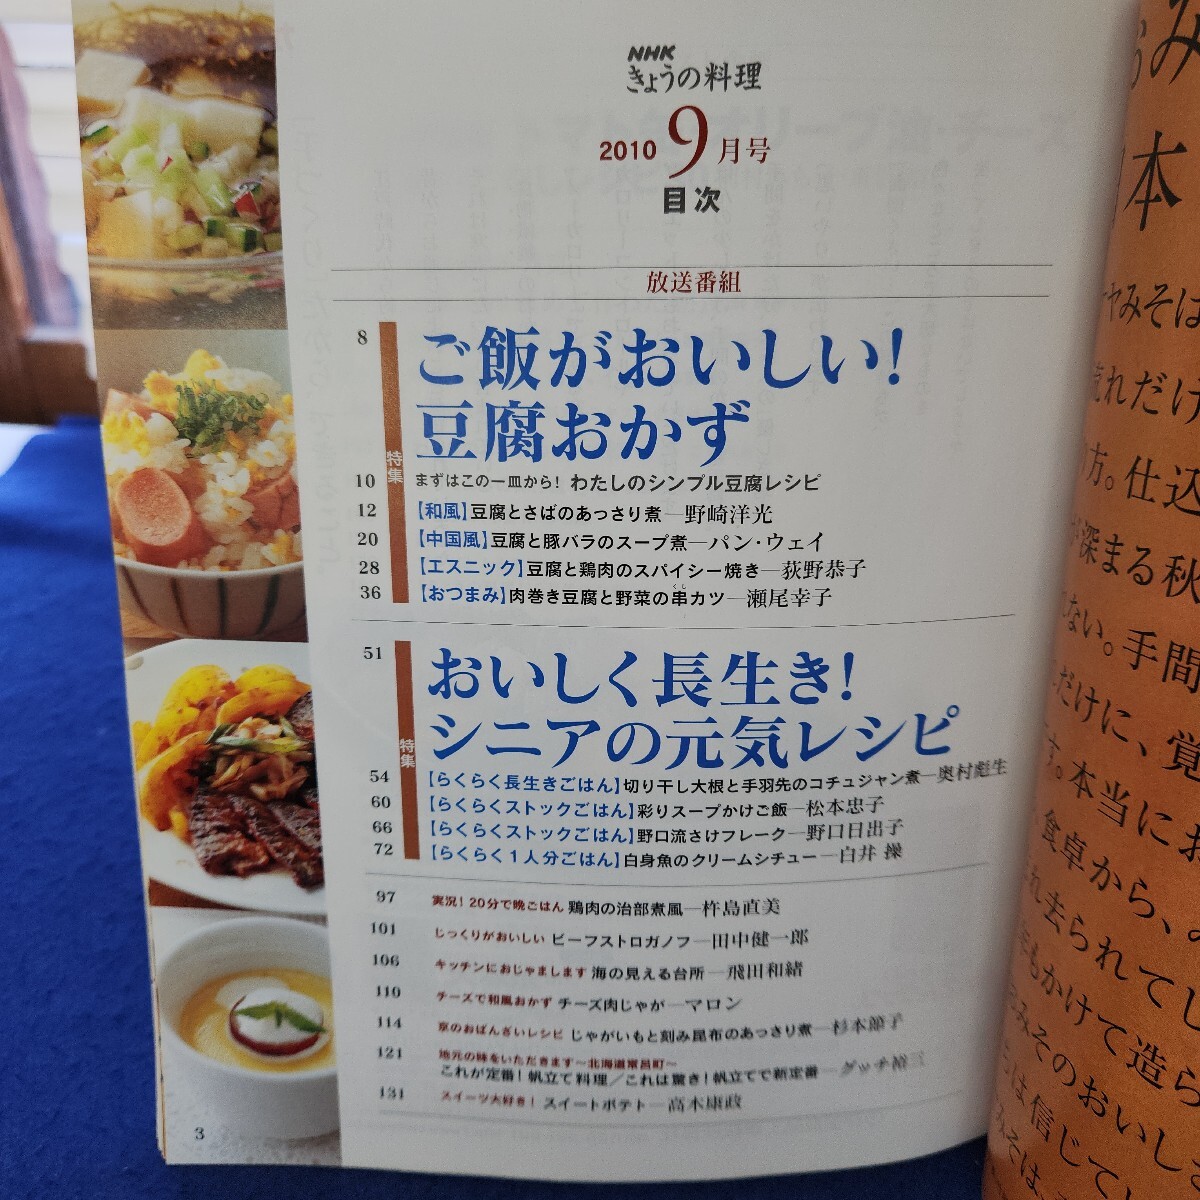 NHK
きょうの料理
2010 9月号
目次
放送番組
特集
8 ご飯がおいしい!
豆腐おかず
10 まずはこの一皿から! わたしのシンプル豆腐レシピ
12 【和風】豆腐とさばのあっさり煮—野崎洋光
20 【中国風】豆腐と豚バラのスープ煮—パン・ウェイ
28 【エスニック】豆腐と鶏肉のスパイシー焼き—荻野恭子
36 【おつまみ】肉巻き豆腐と野菜の串カツ—瀬尾幸子
くし
特集
51 おいしく長生き!
シニアの元気レシピ
54 【らくらく長生きごはん】切り干し大根と手羽先のコチュジャン煮—奥村彪生
60 【らくらくストックごはん】彩りスープかけご飯—松本忠子
66 【らくらくストックごはん】野口流さけフレーク—野口日出子
72 【らくらく1人分ごはん】白身魚のクリームシチュー—白井 操
97 実況!20分で晩ごはん 鶏肉の治部煮風—杵島直美
101 じっくりがおいしい ビーフストロガノフ—田中健一郎
106 キッチンにおじゃまします 海の見える台所—飛田和緒
110 チーズで和風おかず チーズ肉じゃが—マロン
114 京のおばんざいレシピ じゃがいもと刻み昆布のあっさり煮—杉本節子
121 地元の味をいただきます〜北海道常呂町〜
これが定番!帆立て料理/これは驚き!帆立てで新定番—グッチ裕三
131 スイーツ大好き! スイートポテト—高木康政
3
み
本
ヤみそは
れだけ
方。仕込
深まる秋
ない。手間
だけに、覚
す。本当にお
食卓から、
れ去られてし
もかけて造ら
みそのおいし
は信じてい
みそは、